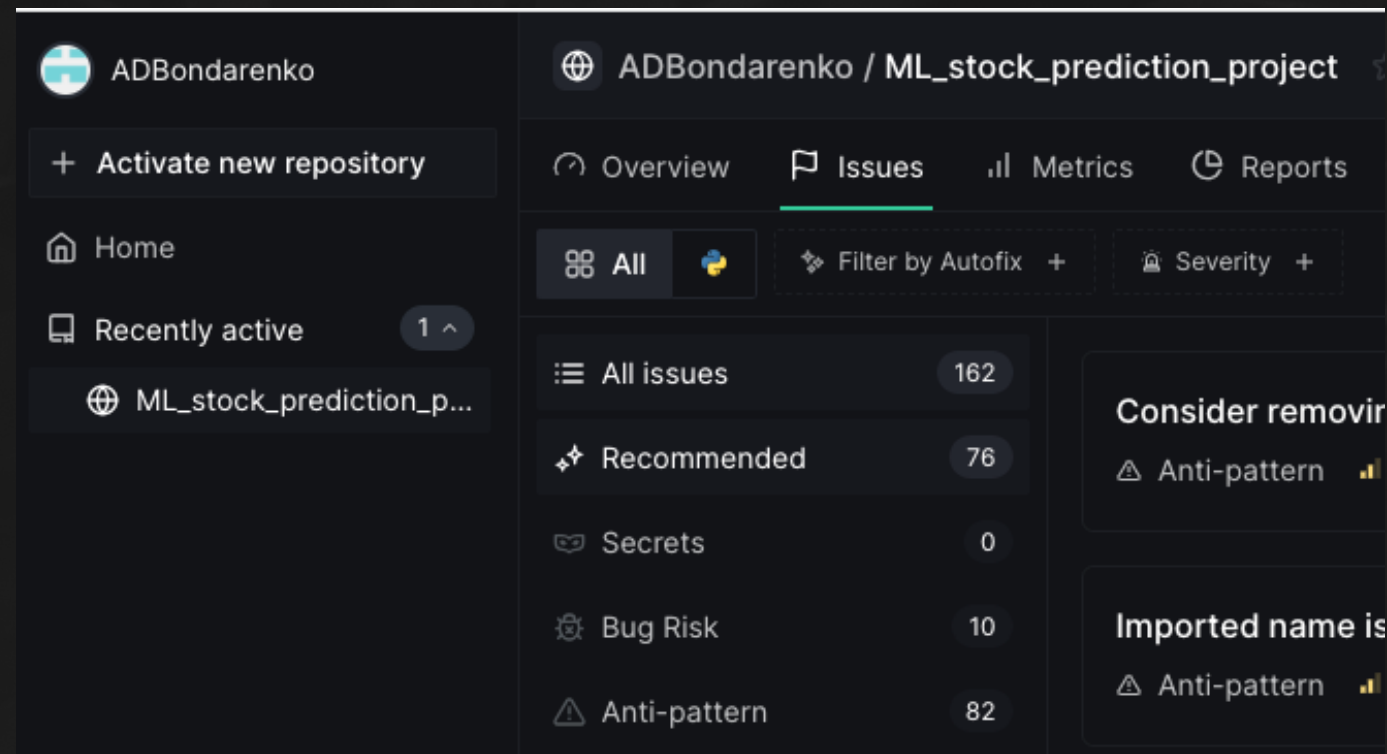 ADBondarenko
Activate new repository
Home
Recently active 1
ML_stock_prediction_p...
ADBondarenko / ML_stock_prediction_project
Overview Issues Metrics Reports
All Filter by Autofix + Severity +
All issues 162
Recommended 76
Secrets 0
Bug Risk 10
Anti-pattern 82
Consider
Anti-pattern
Imported name is
Anti-pattern